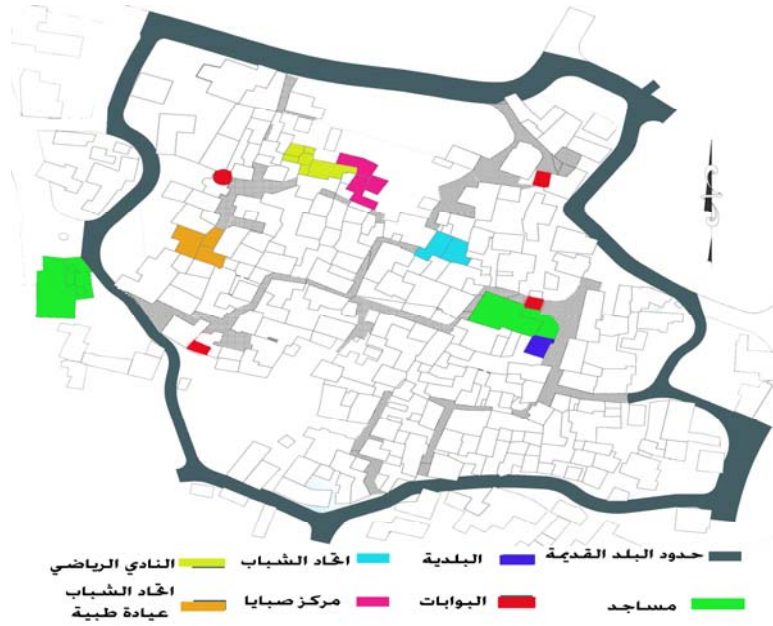 حدود البلد القديمة
البلدية
اتحاد الشباب
النادي الرياضي
مساجد
البوابات
مركز صبايا
اتحاد الشباب
عيادة طبية